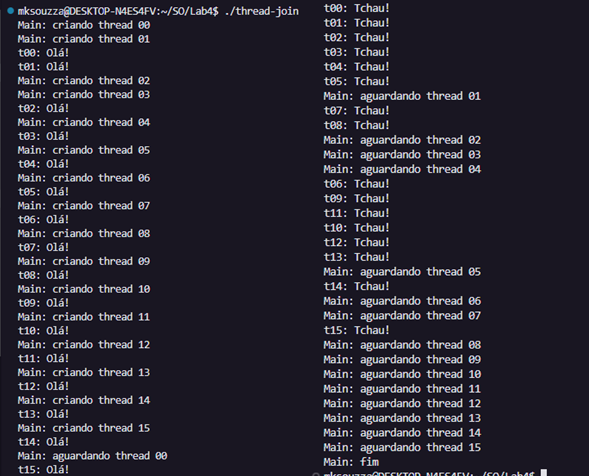 mksouzza@DESKTOP-N4ES4FV:~/SO/Lab4$ ./thread-join
Main: criando thread 00
Main: criando thread 01
t00: Olá!
t01: Olá!
Main: criando thread 02
Main: criando thread 03
t02: Olá!
Main: criando thread 04
t03: Olá!
Main: criando thread 05
t04: Olá!
Main: criando thread 06
t05: Olá!
Main: criando thread 07
t06: Olá!
Main: criando thread 08
t07: Olá!
Main: criando thread 09
t08: Olá!
Main: criando thread 10
t09: Olá!
Main: criando thread 11
t10: Olá!
Main: criando thread 12
t11: Olá!
Main: criando thread 13
t12: Olá!
Main: criando thread 14
t13: Olá!
Main: criando thread 15
t14: Olá!
Main: aguardando thread 00
t15: Olá!
t00: Tchau!
t01: Tchau!
t02: Tchau!
t03: Tchau!
t04: Tchau!
t05: Tchau!
Main: aguardando thread 01
t07: Tchau!
t08: Tchau!
Main: aguardando thread 02
Main: aguardando thread 03
Main: aguardando thread 04
t06: Tchau!
t09: Tchau!
t11: Tchau!
t10: Tchau!
t12: Tchau!
t13: Tchau!
Main: aguardando thread 05
t14: Tchau!
Main: aguardando thread 06
Main: aguardando thread 07
t15: Tchau!
Main: aguardando thread 08
Main: aguardando thread 09
Main: aguardando thread 10
Main: aguardando thread 11
Main: aguardando thread 12
Main: aguardando thread 13
Main: aguardando thread 14
Main: aguardando thread 15
Main: fim
mksouzza@DESKTOP-N4ES4FV:~/SO/Lab4$